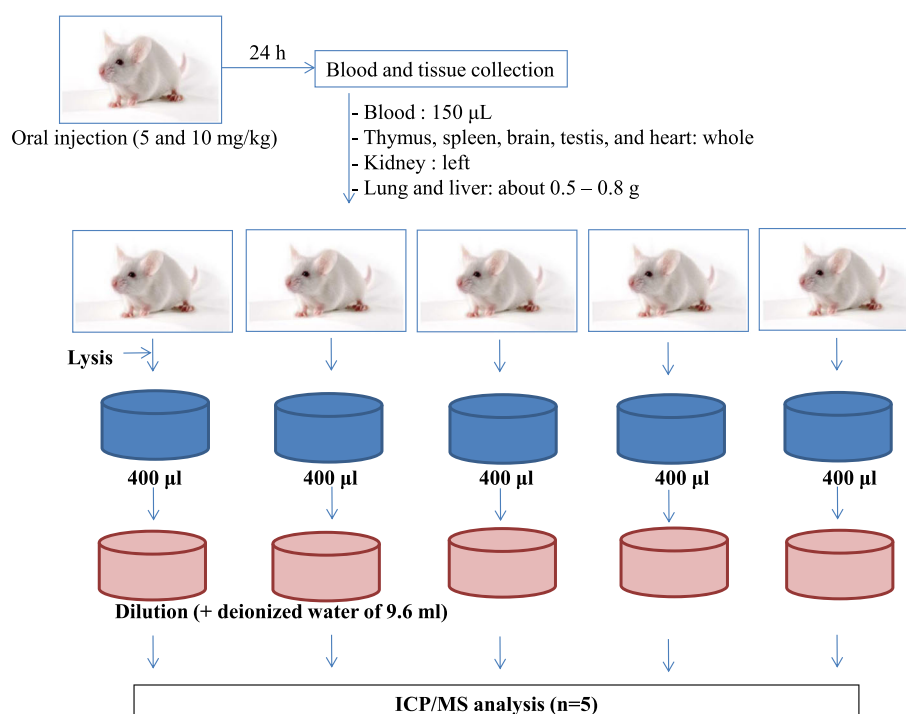 24 h
Blood and tissue collection
Oral injection (5 and 10 mg/kg)
- Blood : 150 μL
- Thymus, spleen, brain, testis, and heart: whole
- Kidney : left
- Lung and liver: about 0.5 – 0.8 g
Lysis
400 μl
400 μl
400 μl
400 μl
400 μl
Dilution (+ deionized water of 9.6 ml)
ICP/MS analysis (n=5)